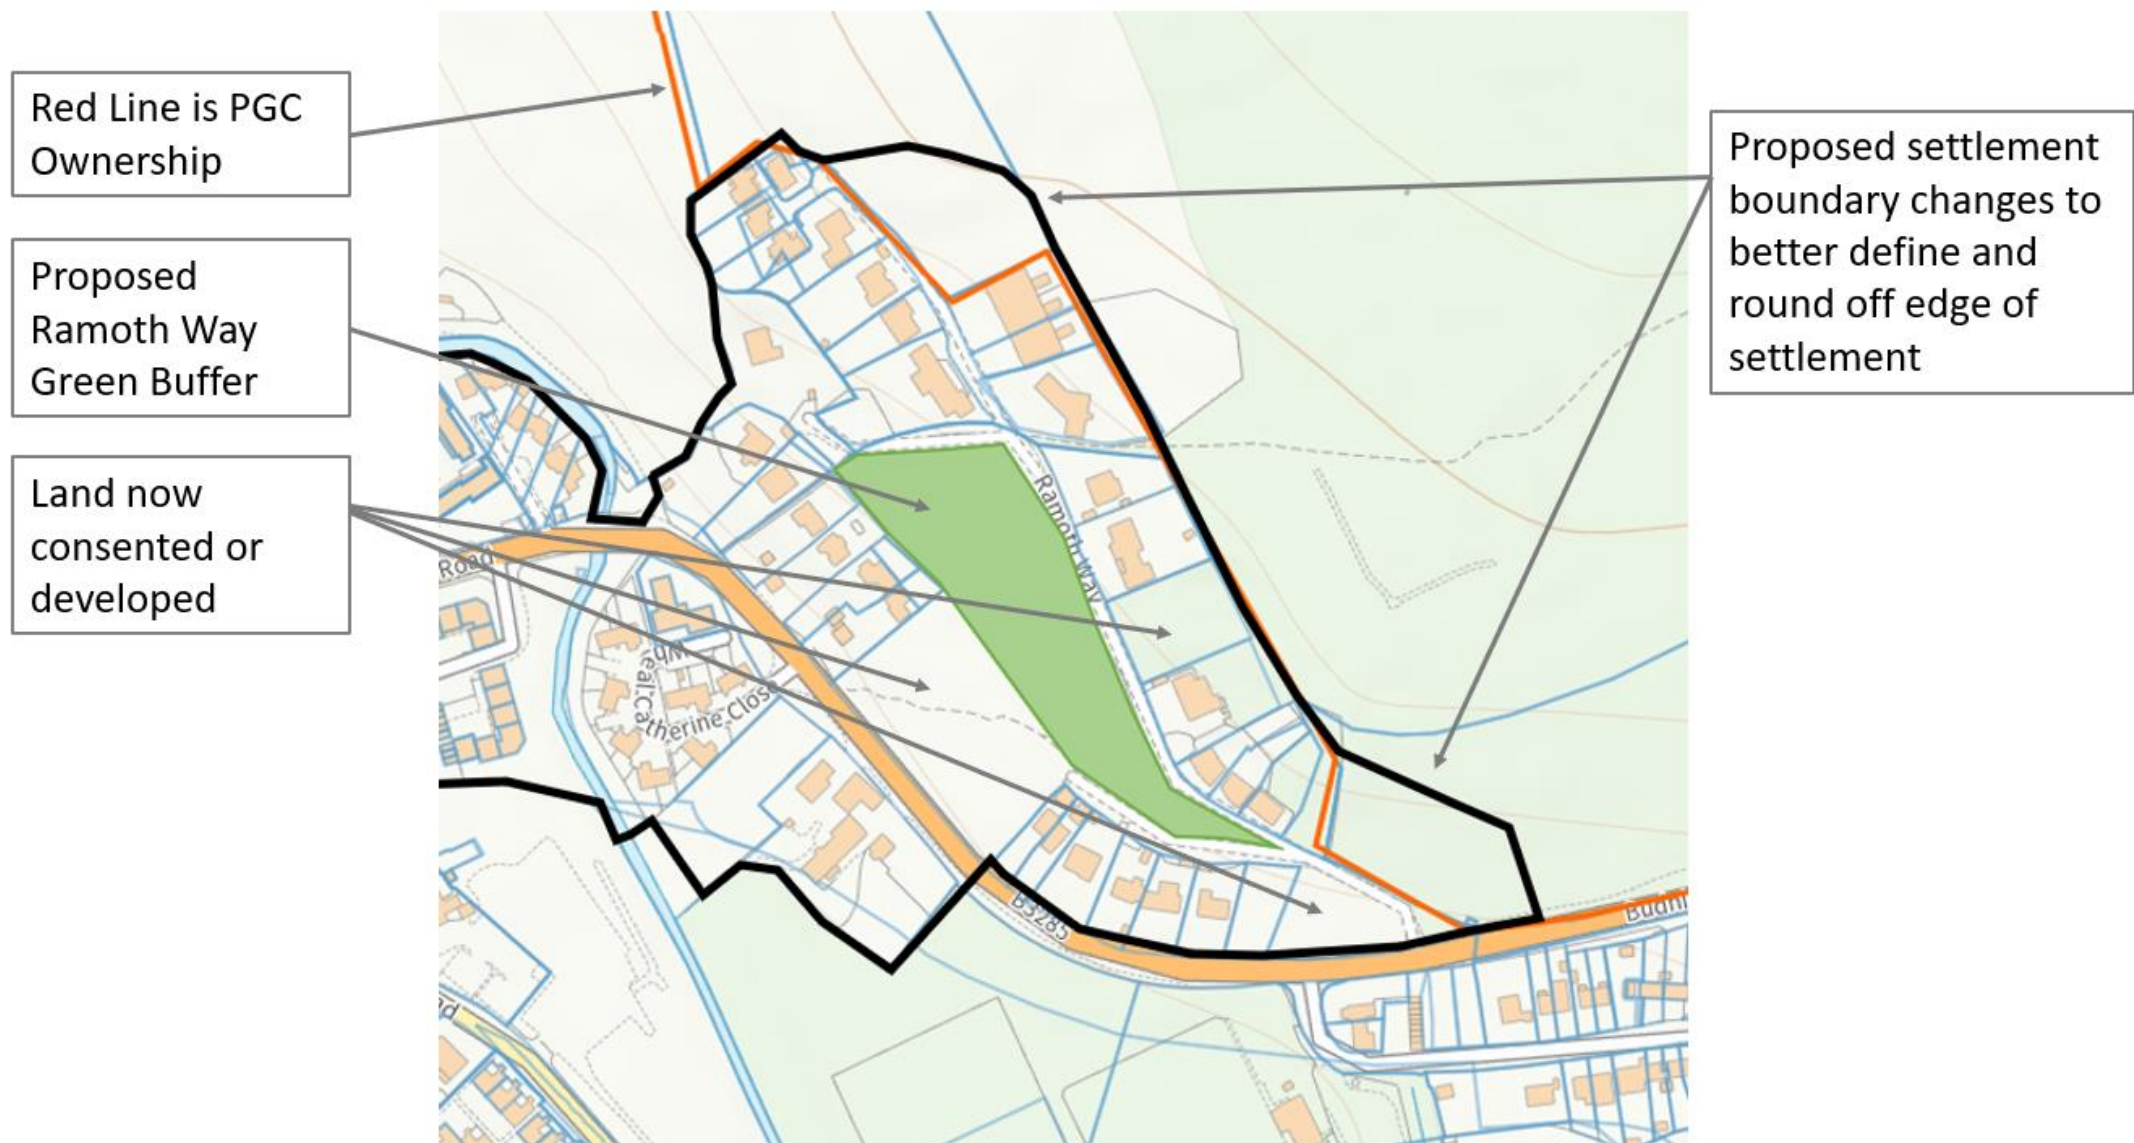 Red Line is PGC
Ownership
Proposed
Ramoth Way
Green Buffer
Land now
consented or
developed
Proposed settlement
boundary changes to
better define and
round off edge of
settlement
Ramoth Way
Road
Wheal Catherine Close
B3285